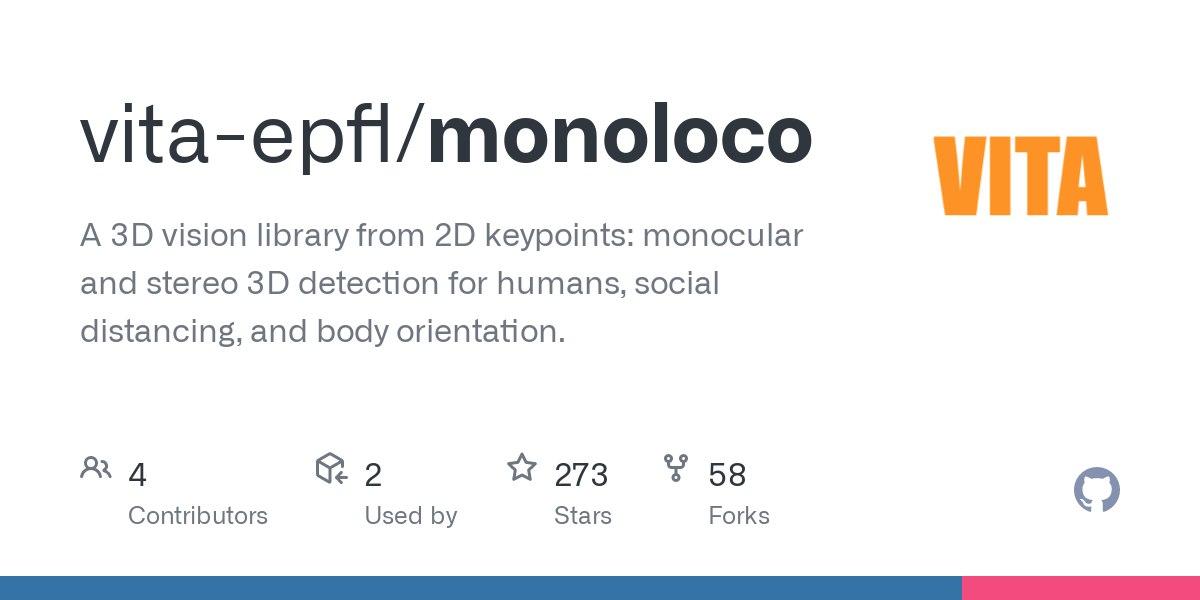 vita-epfl/monoloco
VITA
A 3D vision library from 2D keypoints: monocular
and stereo 3D detection for humans, social
distancing, and body orientation.
4
Contributors
2
Used by
273
Stars
58
Forks